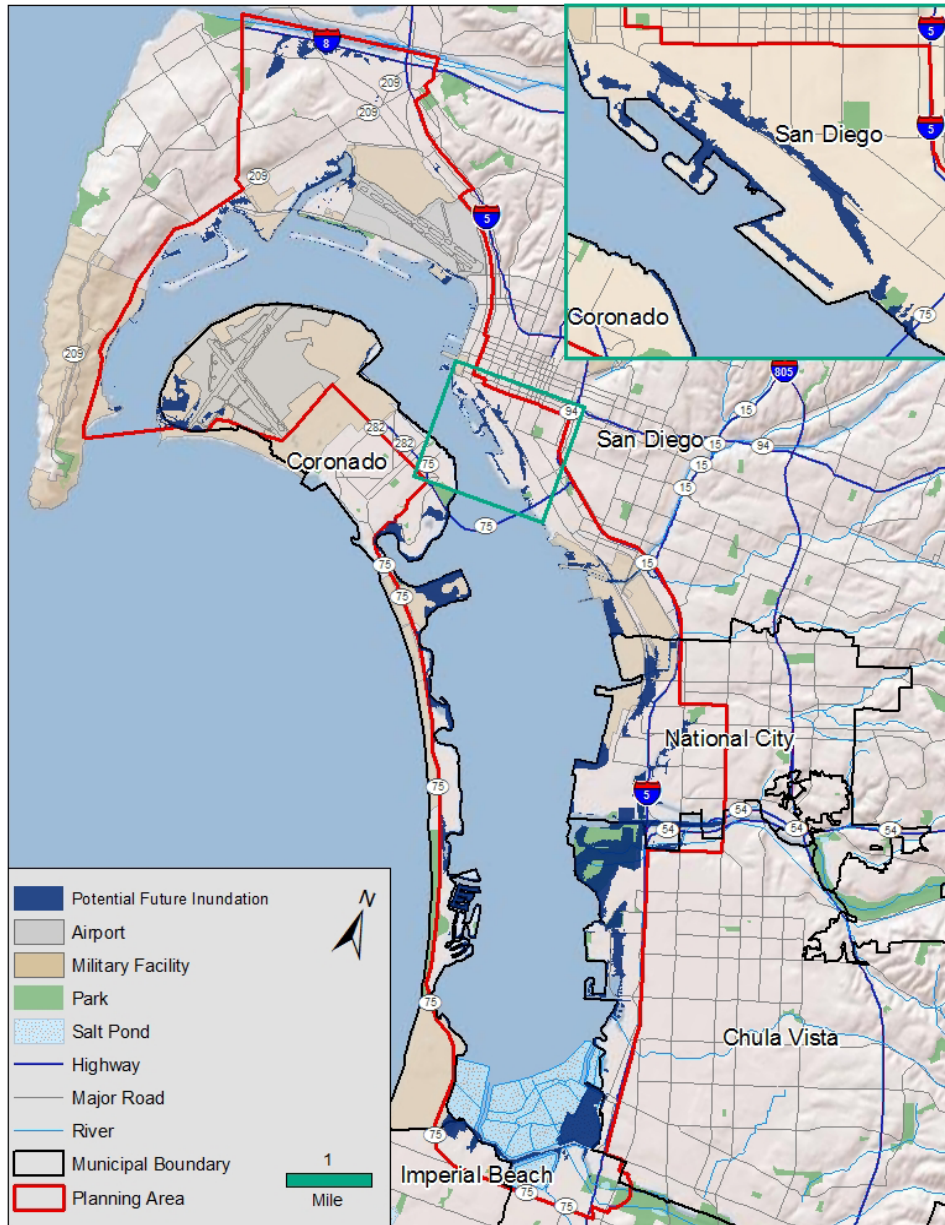 8
209
209
209
5
209
5
5
San Diego
75
Coronado
805
15
94
San Diego
15
94
15
15
282
282
Coronado
75
75
15
75
75
National City
5
75
54
54
54
54
75
Chula Vista
75
Imperial Beach
75
75
Potential Future Inundation
N
Airport
Military Facility
Park
Salt Pond
Highway
Major Road
River
Municipal Boundary
1
Planning Area
Mile